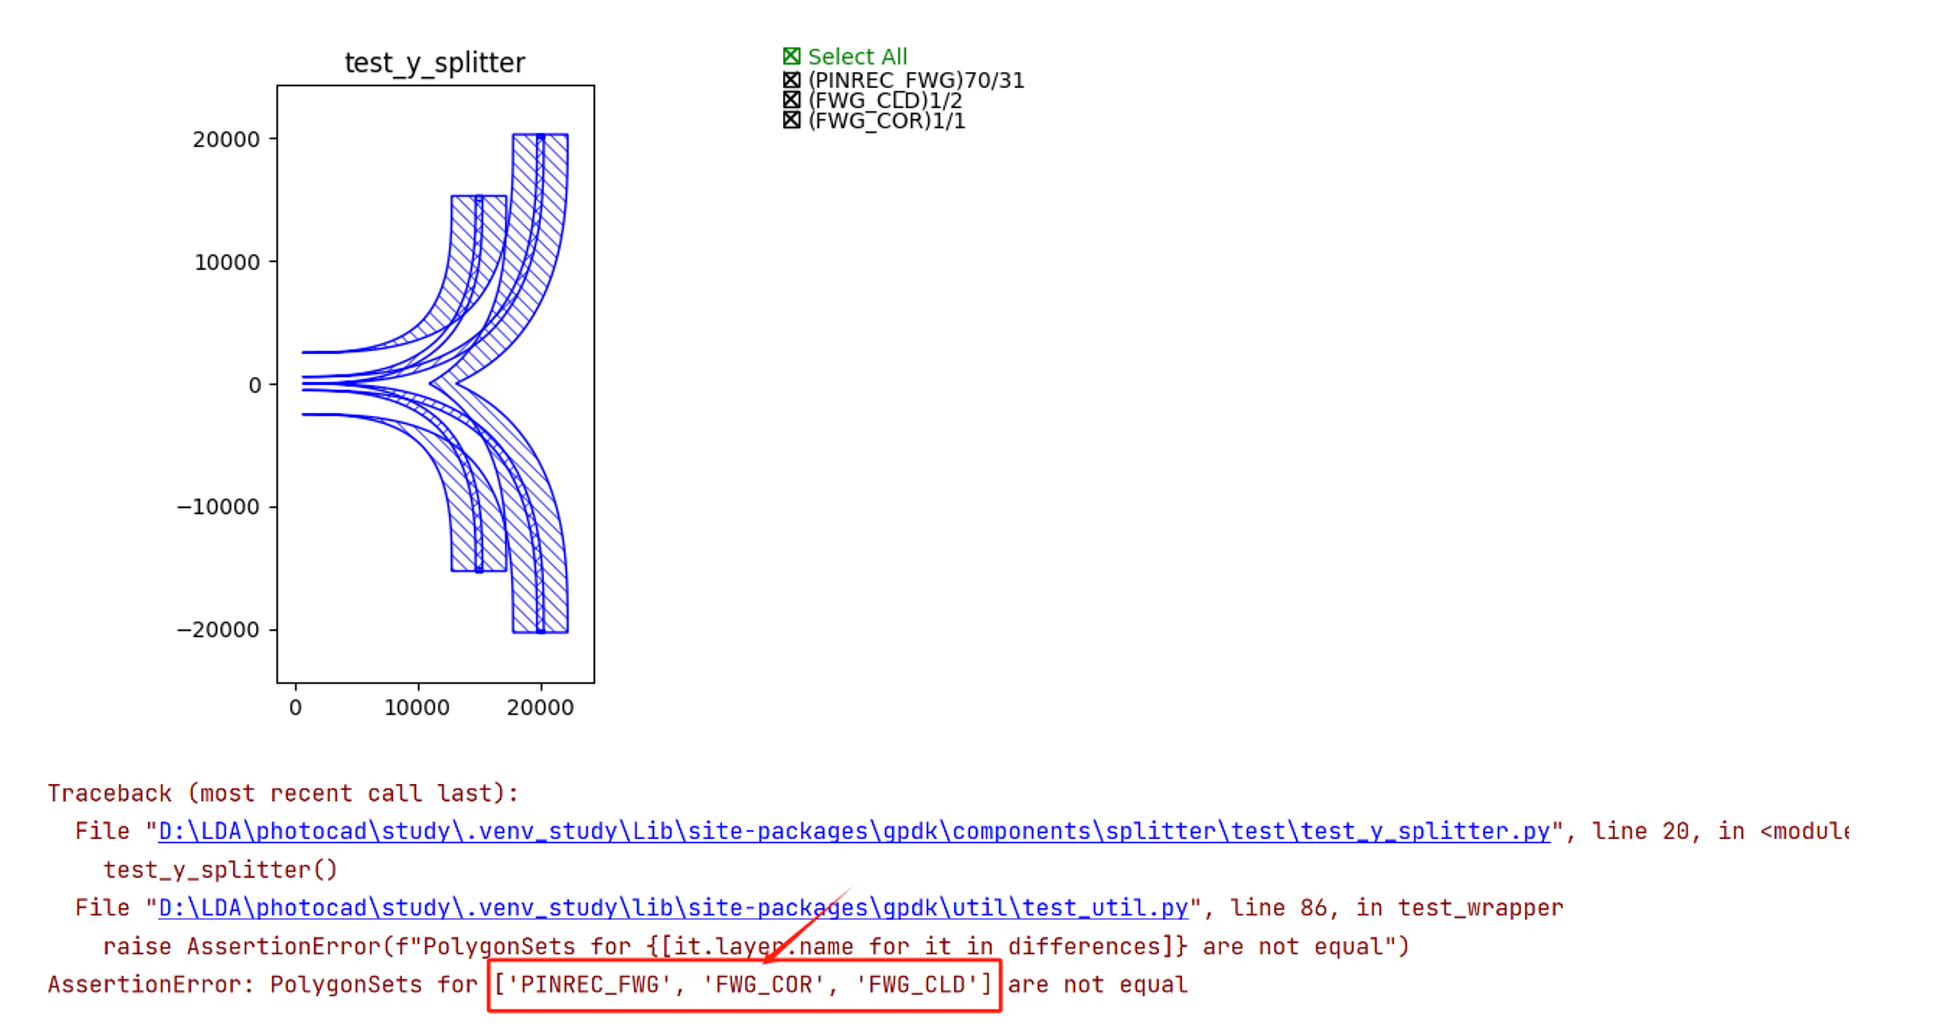 test_y_splitter
Select All
(PINREC_FWG)70/31
(FWG_CLD)1/2
(FWG_COR)1/1
20000
10000
0
−10000
−20000
0 10000 20000
Traceback (most recent call last):
File "D:\LDA\photocad\study\.venv_study\Lib\site-packages\gpdk\components\splitter\test\test_y_splitter.py", line 20, in <module
test_y_splitter()
File "D:\LDA\photocad\study\.venv_study\lib\site-packages\gpdk\util\test_util.py", line 86, in test_wrapper
raise AssertionError(f"PolygonSets for {[it.layer.name for it in differences]} are not equal")
AssertionError: PolygonSets for ['PINREC_FWG', 'FWG_COR', 'FWG_CLD'] are not equal